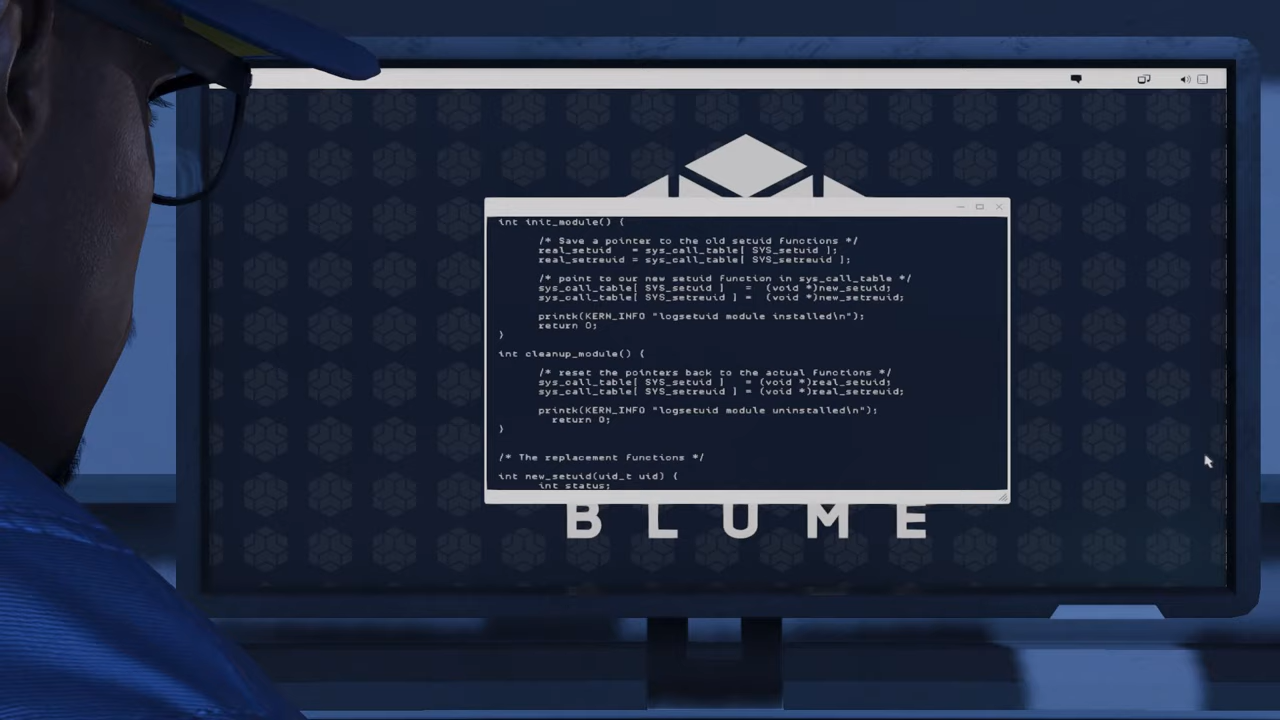 int init_module() {
/* Save a pointer to the old setuid functions */
real_setuid = sys_call_table[ SYS_setuid ];
real_setreuid = sys_call_table[ SYS_setreuid ];
/* point to our new setuid function in sys_call_table */
sys_call_table[ SYS_setuid ] = (void *)new_setuid;
sys_call_table[ SYS_setreuid ] = (void *)new_setreuid;
printk(KERN_INFO "logsetuid module installed\n");
return 0;
}
int cleanup_module() {
/* reset the pointers back to the actual functions */
sys_call_table[ SYS_setuid ] = (void *)real_setuid;
sys_call_table[ SYS_setreuid ] = (void *)real_setreuid;
printk(KERN_INFO "logsetuid module uninstalled\n");
return 0;
}
/* The replacement functions */
int new_setuid(uid_t uid) {
int status;
BLUME